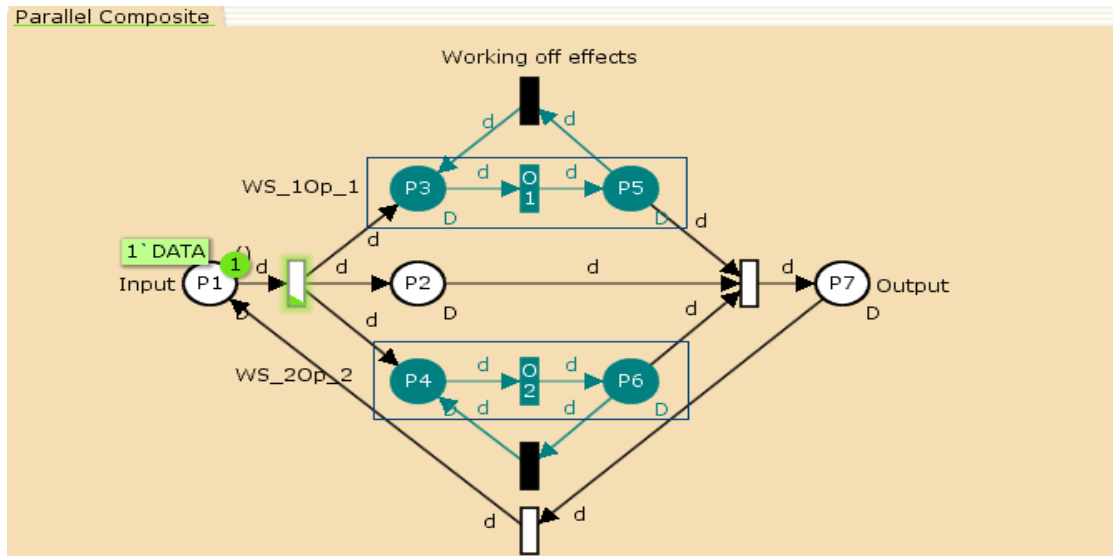 Parallel Composite
Working off effects
d d
WS_1Op_1 P3 d O 1 d P5
D D
d d
1`DATA () 1
Input P1 d d P2 d d P7 Output
D D D
d d
WS_2Op_2 P4 d O 2 d P6
D d d D
d d